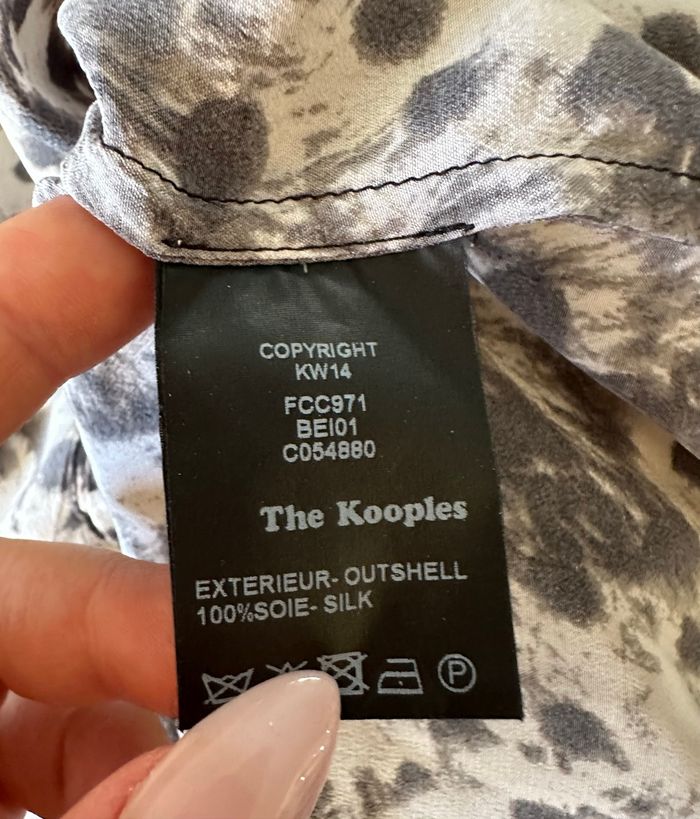 COPYRIGHT
KW14
FCC971
BEI01
C054880
The Kooples
EXTERIEUR- OUTSHELL
100%SOIE- SILK
P